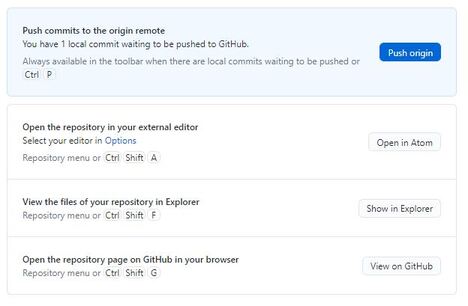 Push commits to the origin remote
You have 1 local commit waiting to be pushed to GitHub.
Push origin
Always available in the toolbar when there are local commits waiting to be pushed or
Ctrl P
Open the repository in your external editor
Select your editor in Options
Open in Atom
Repository menu or Ctrl Shift A
View the files of your repository in Explorer
Show in Explorer
Repository menu or Ctrl Shift F
Open the repository page on GitHub in your browser
View on GitHub
Repository menu or Ctrl Shift G